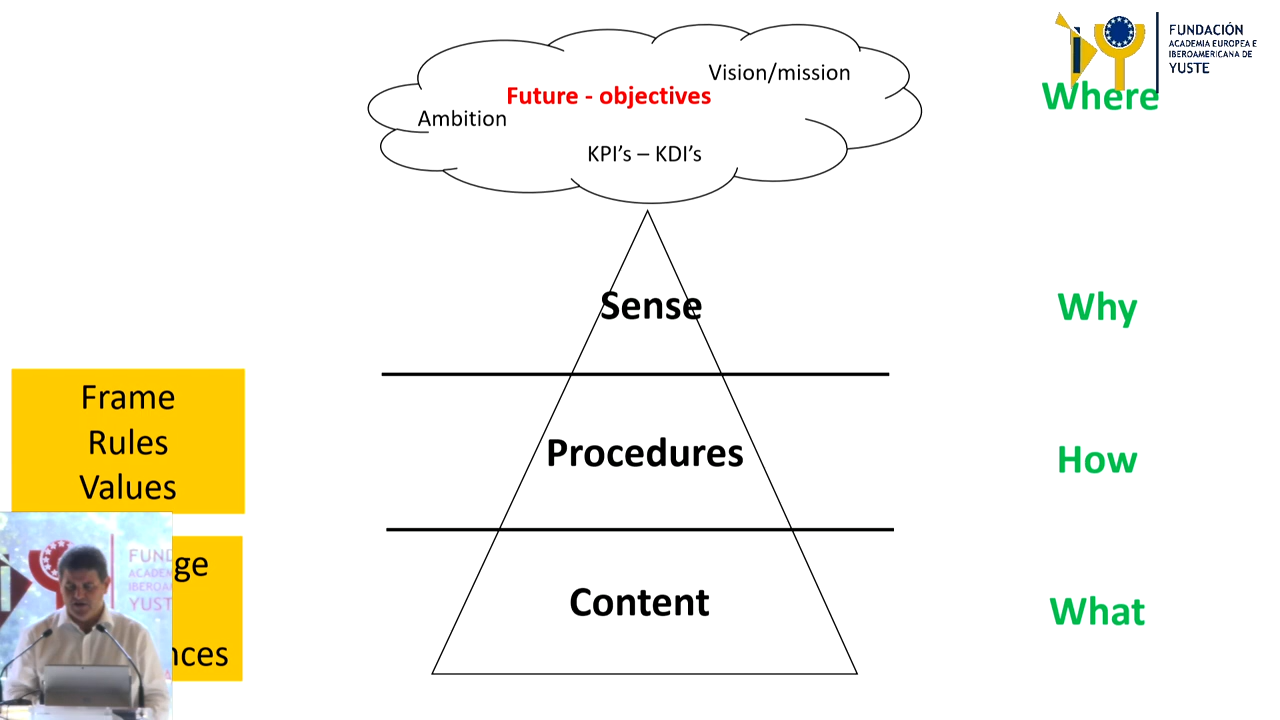 FUNDACIÓN
ACADEMIA EUROPEA E
IBEROAMERICANA DE
YUSTE
Vision/mission
Future - objectives
Ambition
KPI's – KDI's
Where
Sense
Why
Frame
Rules
Values
Procedures
How
Content
What
YUSTE